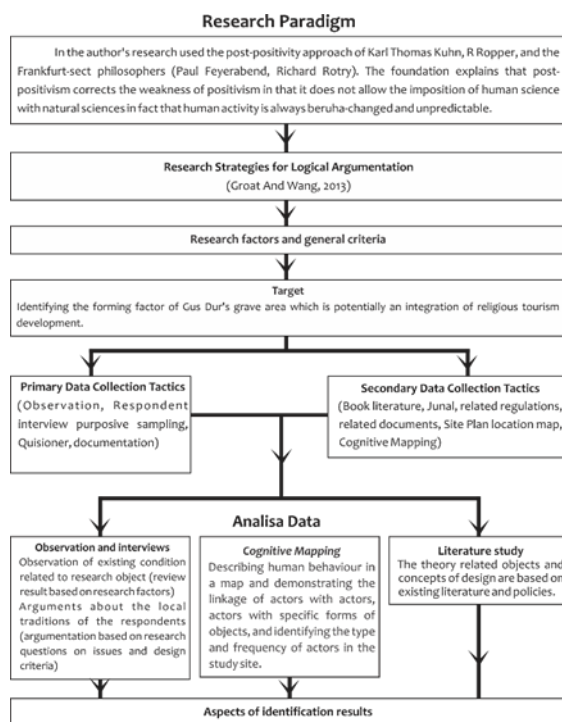 Research Paradigm
In the author's research used the post-positivity approach of Karl Thomas Kuhn, R Ropper, and the
Frankfurt-sect philosophers (Paul Feyerabend, Richard Rotry). The foundation explains that post-
positivism corrects the weakness of positivism in that it does not allow the imposition of human science
with natural sciences in fact that human activity is always beruha-changed and unpredictable.
Research Strategies for Logical Argumentation
(Groat And Wang, 2013)
Research factors and general criteria
Target
Identifying the forming factor of Gus Dur's grave area which is potentially an integration of religious tourism
development.
Primary Data Collection Tactics
(Observation, Respondent
interview purposive sampling,
Quisioner, documentation)
Secondary Data Collection Tactics
(Book literature, Junal, related regulations,
related documents, Site Plan location map,
Cognitive Mapping)
Analisa Data
Observation and interviews
Observation of existing condition
related to research object (review
result based on research factors)
Arguments about the local
traditions of the respondents
(argumentation based on research
questions on issues and design
criteria)
Cognitive Mapping
Describing human behaviour in
a map and demonstrating the
linkage of actors with actors,
actors with specific forms of
objects, and identifying the type
and frequency of actors in the
study site.
Literature study
The theory related objects and
concepts of design are based on
existing literature and policies.
Aspects of identification results